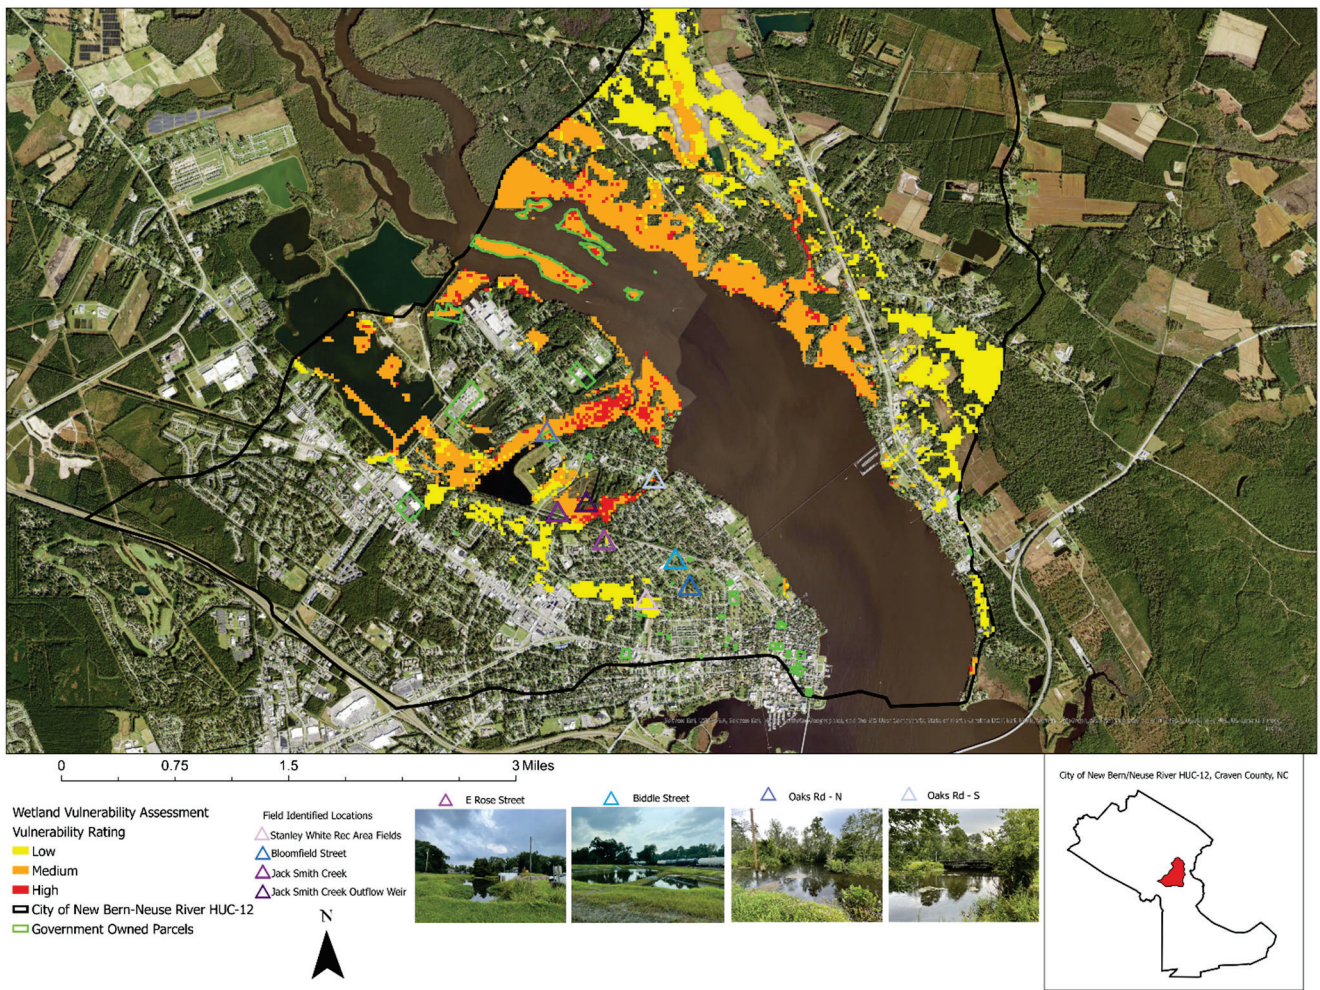 0 0.75 1.5 3 Miles
Wetland Vulnerability Assessment
Vulnerability Rating
Low
Medium
High
City of New Bern-Neuse River HUC-12
Government Owned Parcels
Field Identified Locations
Stanley White Rec Area Fields
Bloomfield Street
Jack Smith Creek
Jack Smith Creek Outflow Weir
N
E Rose Street
Biddle Street
Oaks Rd - N
Oaks Rd - S
City of New Bern/Neuse River HUC-12, Craven County, NC